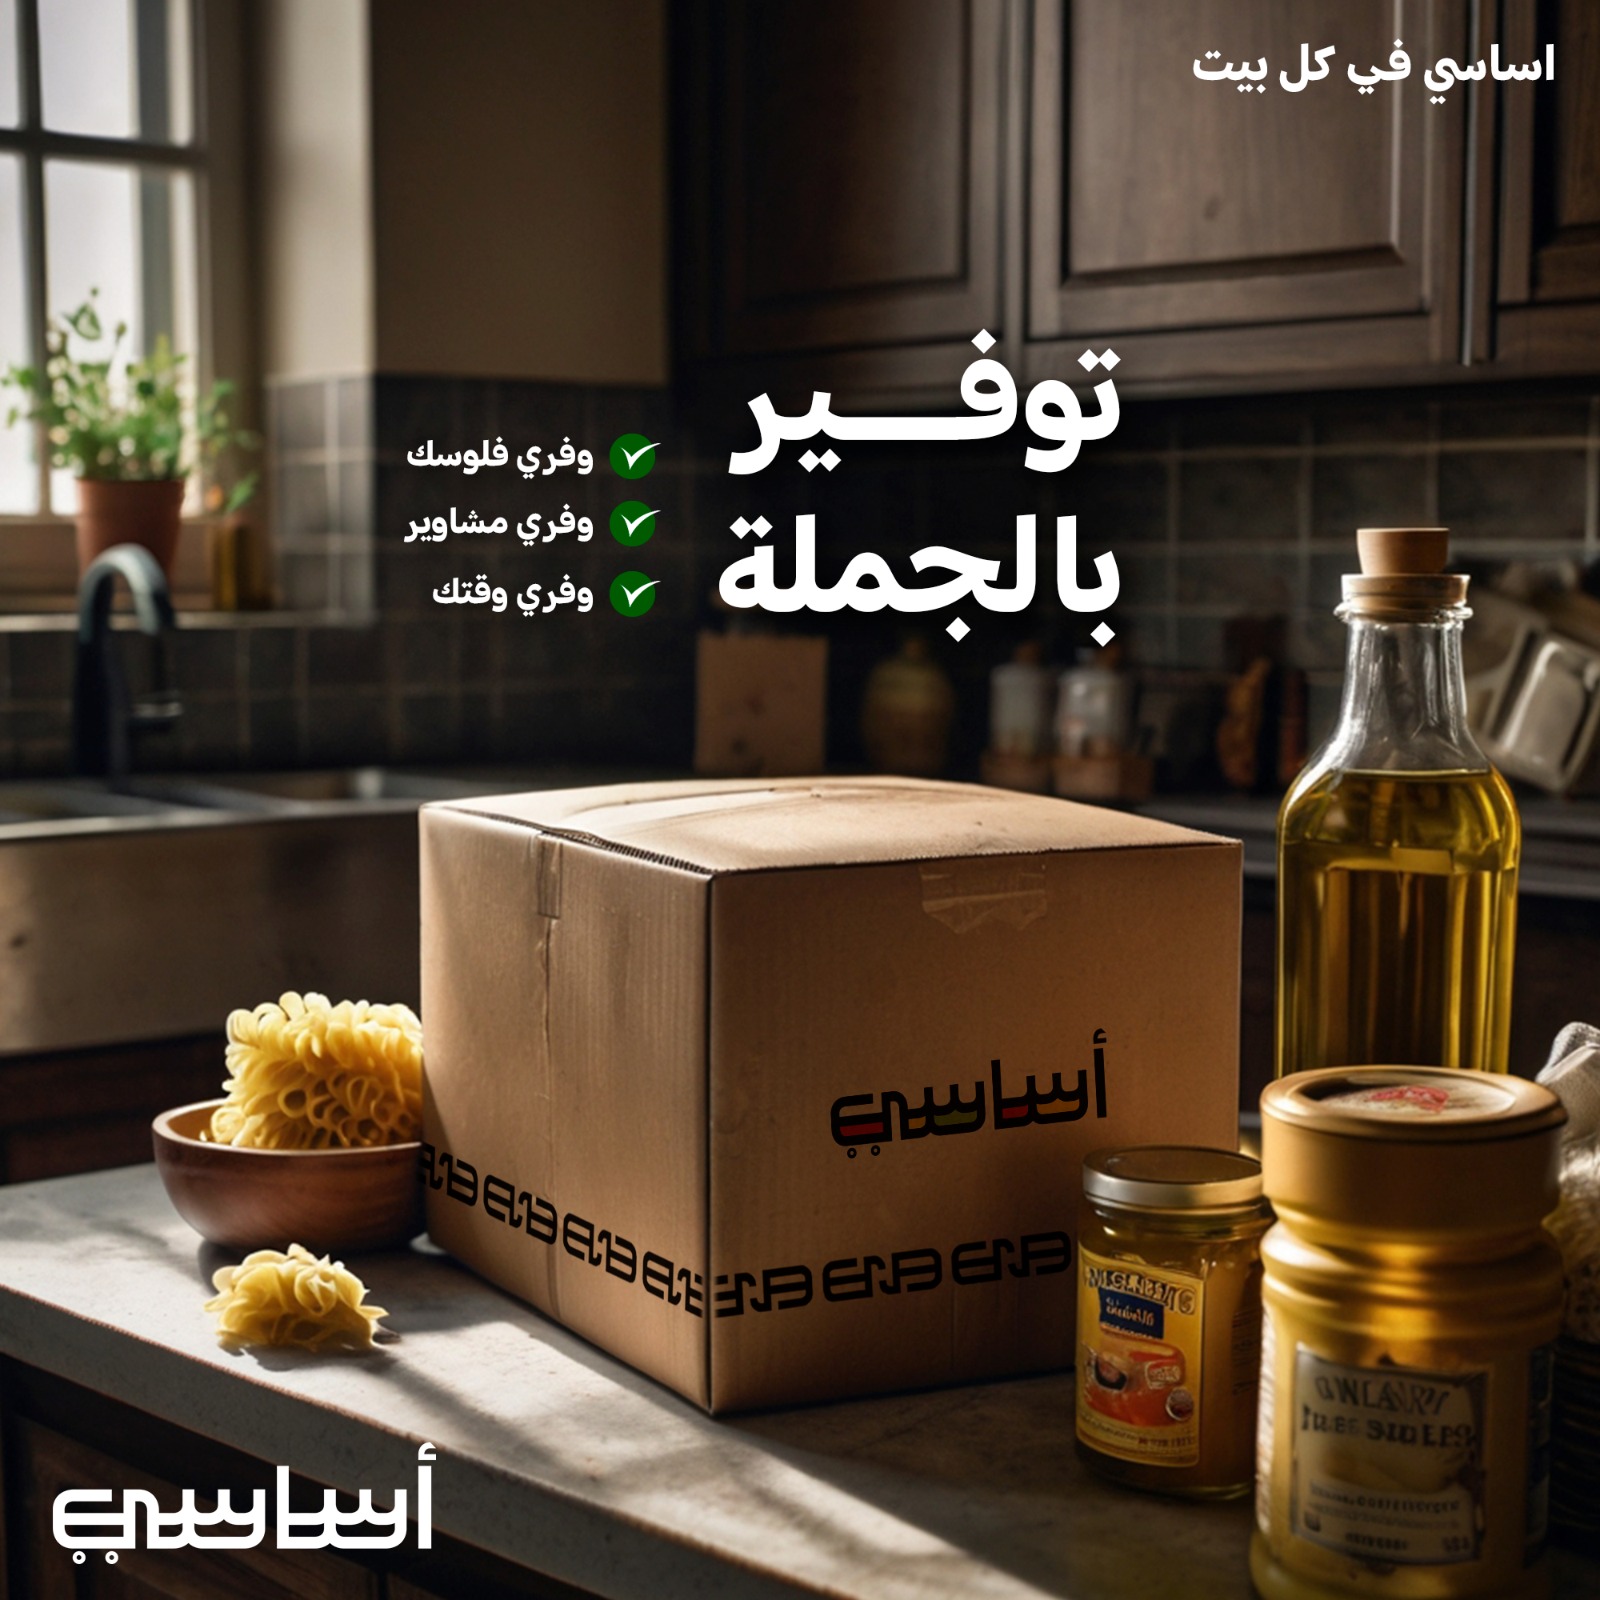 اساسي في كل بيت
توفـــير
بالجملة
وفري فلوسك
وفري مشاوير
وفري وقتك
أساسي
أساسي